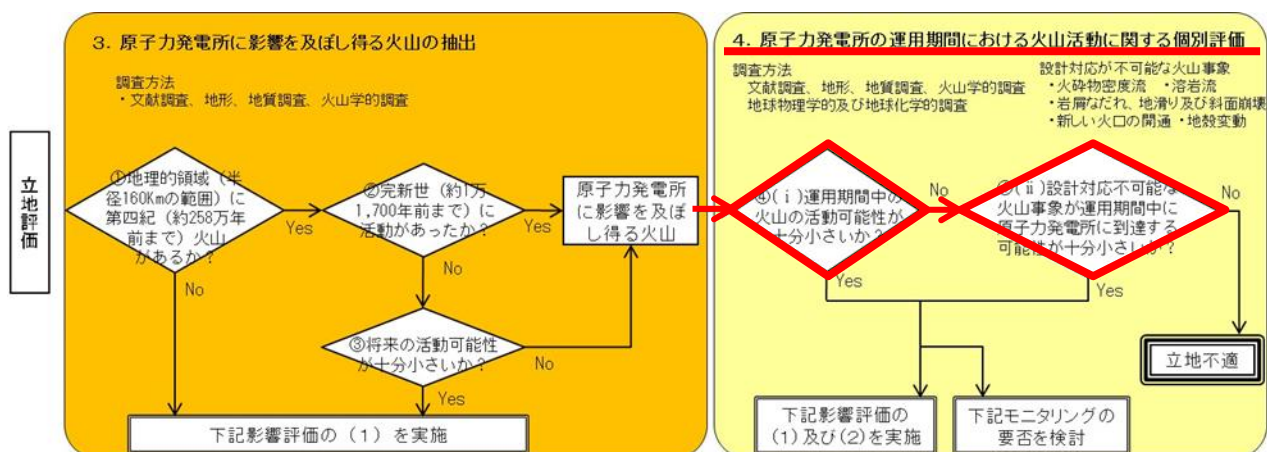 立地評価
3. 原子力発電所に影響を及ぼし得る火山の抽出
調査方法
・文献調査、地形、地質調査、火山学的調査
①地理的領域(半
径160Kmの範囲)に
第四紀(約258万年
前まで)火山
があるか?
Yes
No
②完新世(約1万
1,700年前まで)に
活動があったか?
Yes
No
原子力発電所
に影響を及ぼ
し得る火山
③将来の活動可能性
が十分小さいか?
No
Yes
下記影響評価の(1)を実施
4. 原子力発電所の運用期間における火山活動に関する個別評価
調査方法
文献調査、地形、地質調査、火山学的調査
地球物理学的及び地球化学的調査
設計対応が不可能な火山事象
・火砕物密度流 ・溶岩流
・岩屑なだれ、地滑り及び斜面崩壊
・新しい火口の開通 ・地殻変動
④(ⅰ)運用期間中の
火山の活動可能性が
十分小さいか?
No
Yes
(ⅱ)設計対応不可能な
火山事象が運用期間中に
原子力発電所に到達する
可能性が十分小さいか?
No
Yes
立地不適
下記影響評価の
(1)及び(2)を実施
下記モニタリングの
要否を検討